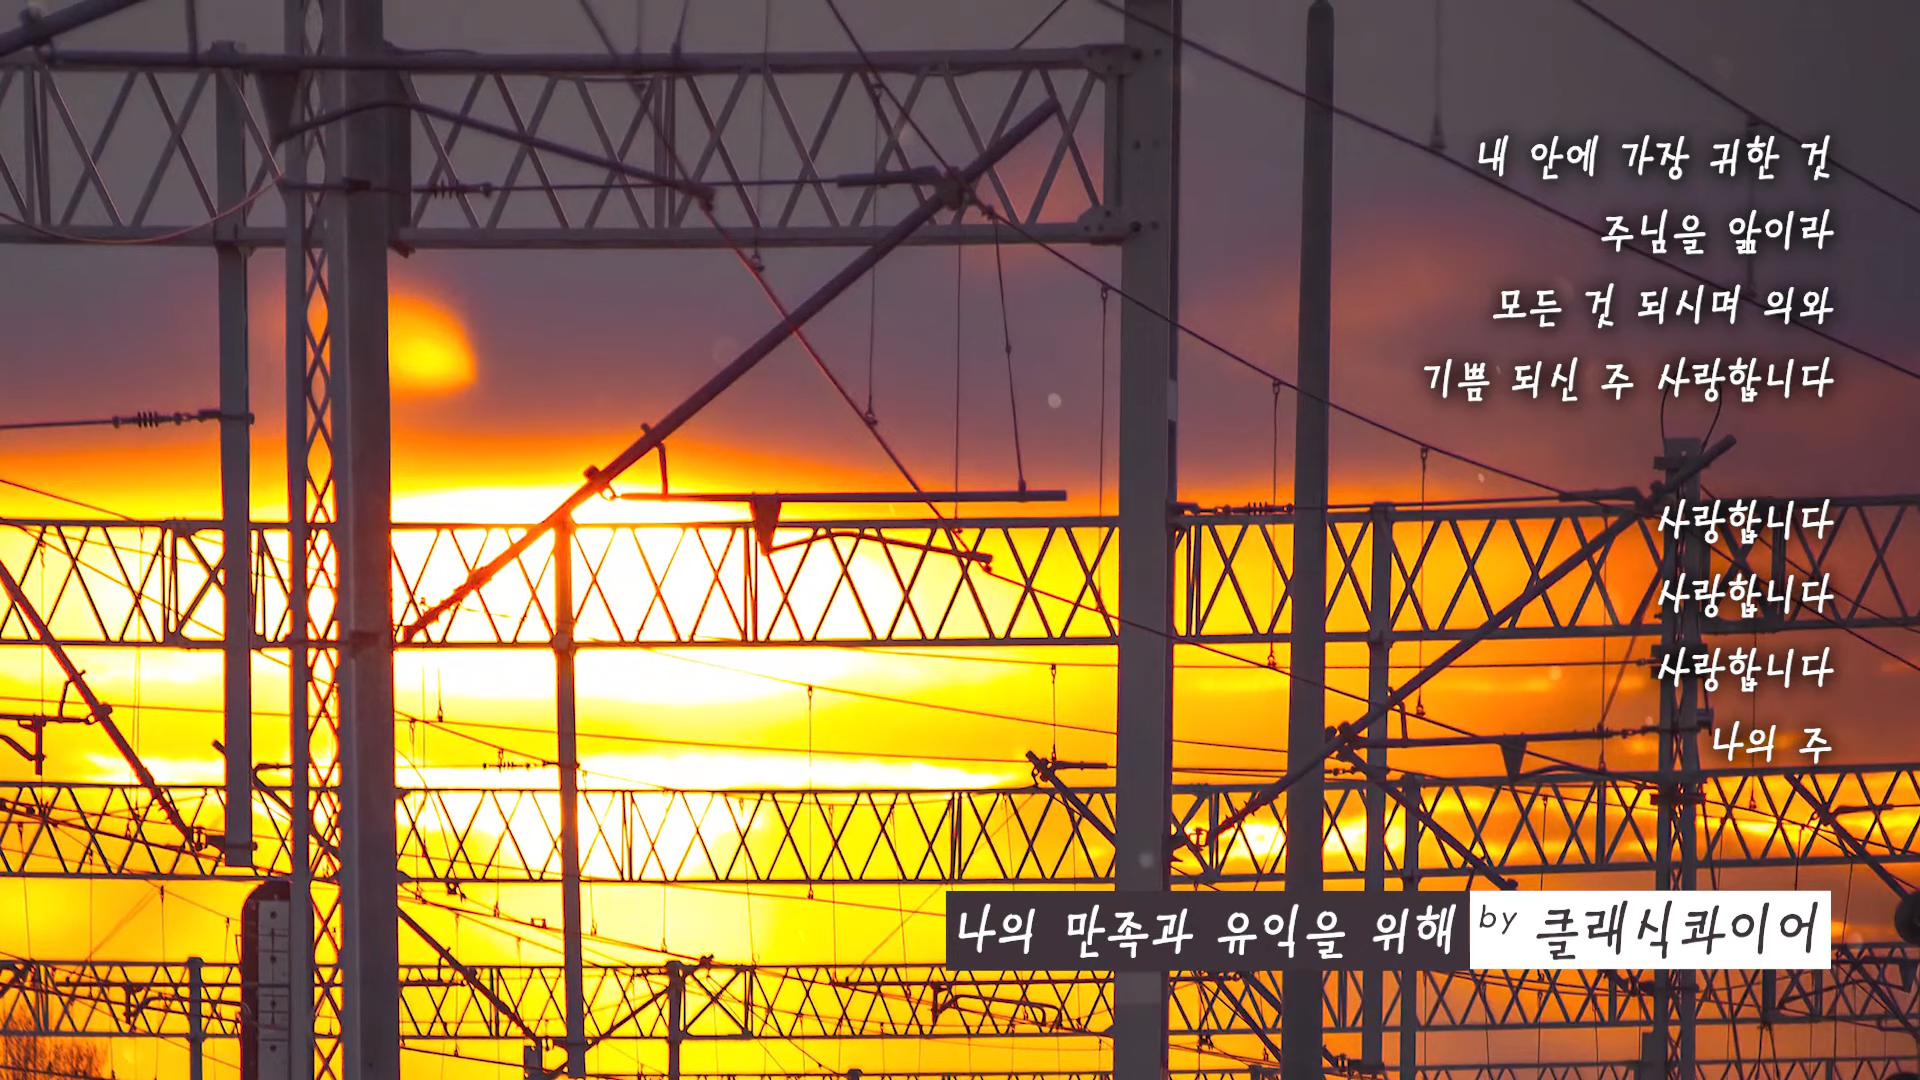 내 안에 가장 귀한 것
주님을 앎이라
모든 것 되시며 의와
기쁨 되신 주 사랑합니다
사랑합니다
사랑합니다
사랑합니다
나의 주
나의 만족과 유익을 위해 by 클래식콰이어